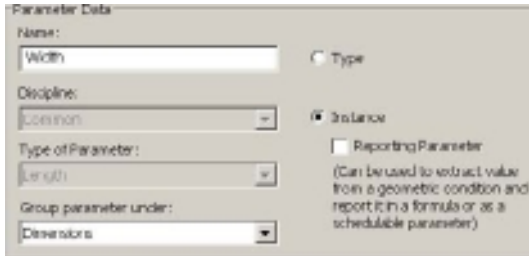 Parameter Data
Name:
Width
Type
Discipline:
Common
Instance
Type of Parameter:
Reporting Parameter
Length
(Can be used to extract value
from a geometric condition and
report it in a formula or as a
schedulable parameter)
Group parameter under:
Dimensions